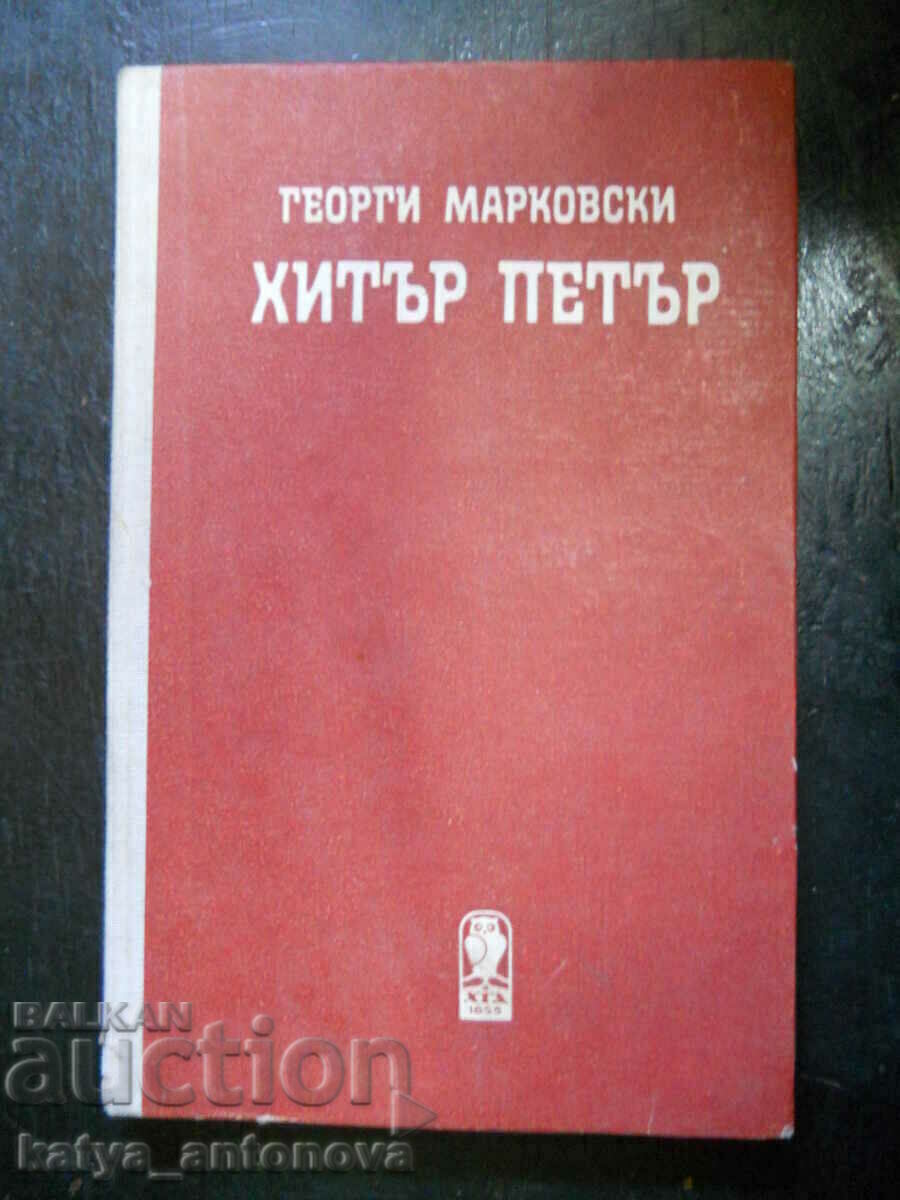 ГЕОРГИ МАРКОВСКИ
ХИТЪР ПЕТЪР
ХГД
1855
BALKAN
auction
katya_antonova